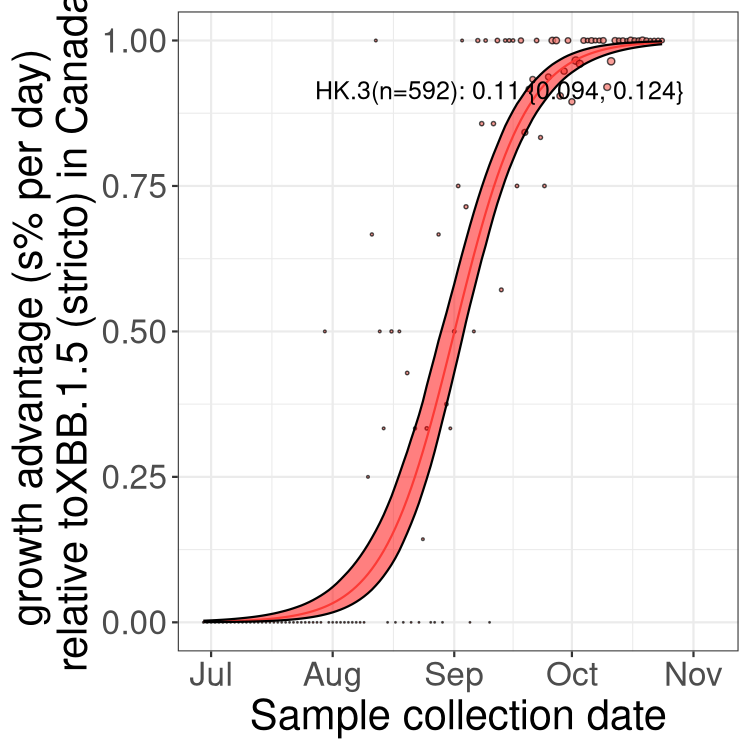 growth advantage (s% per day)
relative toXBB.1.5 (stricto) in Canada
1.00
0.75
0.50
0.25
0.00
HK.3(n=592): 0.11 {0.094, 0.124}
Jul Aug Sep Oct Nov
Sample collection date